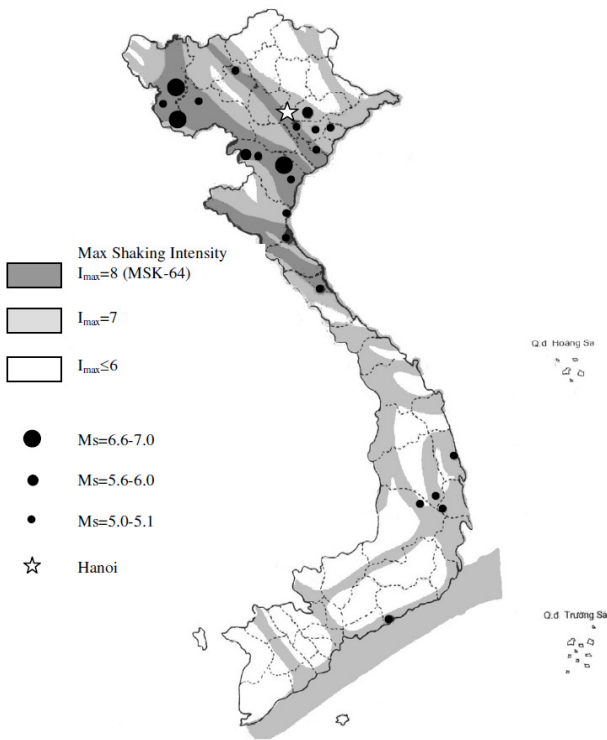 Max Shaking Intensity
Imax=8 (MSK-64)
Imax=7
Imax≤6
Ms=6.6-7.0
Ms=5.6-6.0
Ms=5.0-5.1
Hanoi
Q.d Hoàng Sa
Q.d Trường Sa